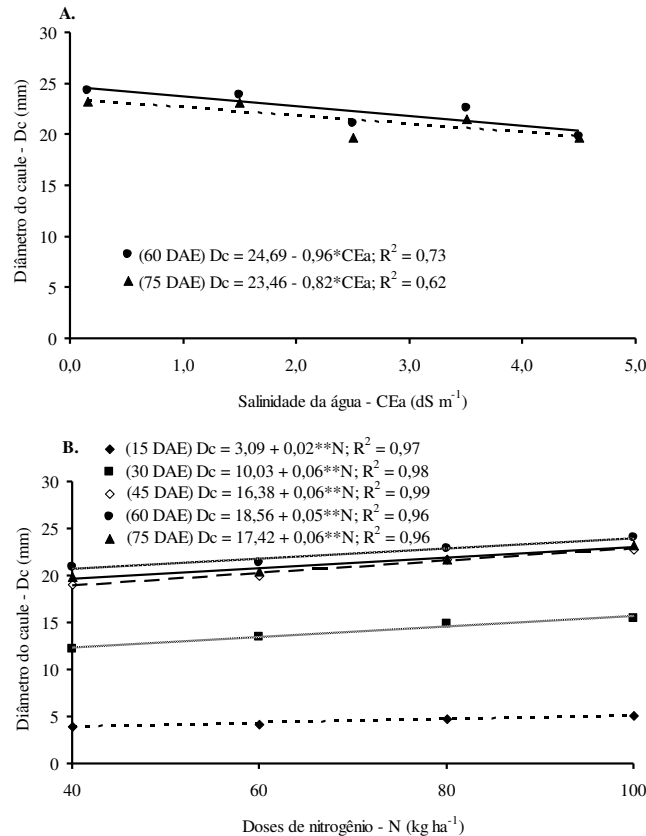 A.
30
25
20
15
10
5
0
Diâmetro do caule - Dc (mm)
(60 DAE) Dc = 24,69 - 0,96*CEa; R² = 0,73
(75 DAE) Dc = 23,46 - 0,82*CEa; R² = 0,62
0,0 1,0 2,0 3,0 4,0 5,0
Salinidade da água - CEa (dS m⁻¹)
B.
(15 DAE) Dc = 3,09 + 0,02**N; R² = 0,97
(30 DAE) Dc = 10,03 + 0,06**N; R² = 0,98
(45 DAE) Dc = 16,38 + 0,06**N; R² = 0,99
(60 DAE) Dc = 18,56 + 0,05**N; R² = 0,96
(75 DAE) Dc = 17,42 + 0,06**N; R² = 0,96
30
25
20
15
10
5
0
Diâmetro do caule - Dc (mm)
40 60 80 100
Doses de nitrogênio - N (kg ha⁻¹)